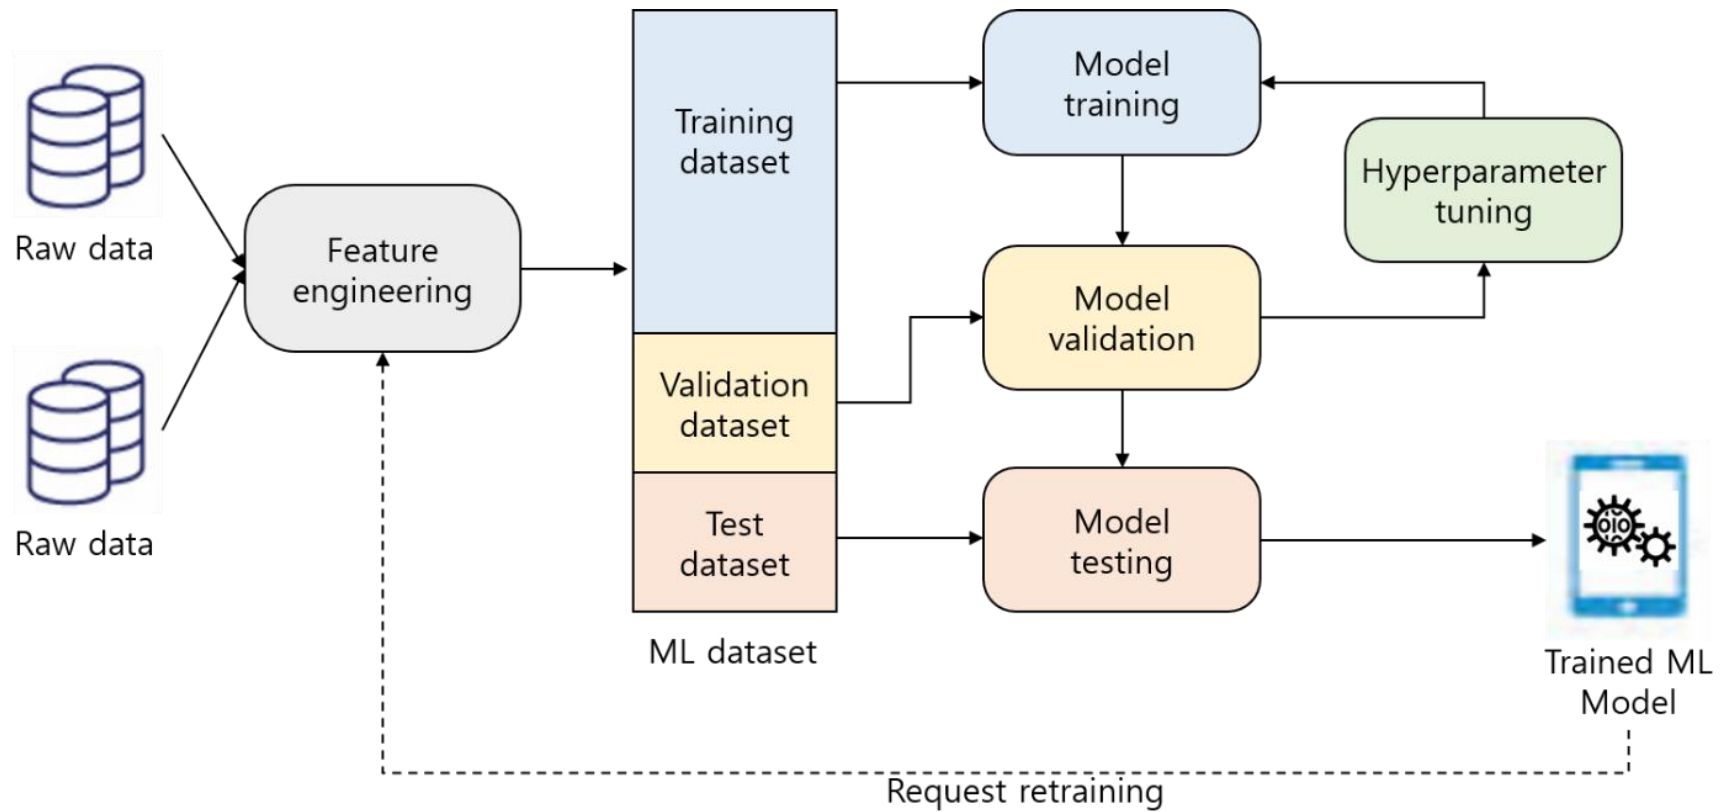 Raw data
Raw data
Feature
engineering
Training
dataset
Validation
dataset
Test
dataset
ML dataset
Model
training
Model
validation
Model
testing
Hyperparameter
tuning
Trained ML
Model
Request retraining